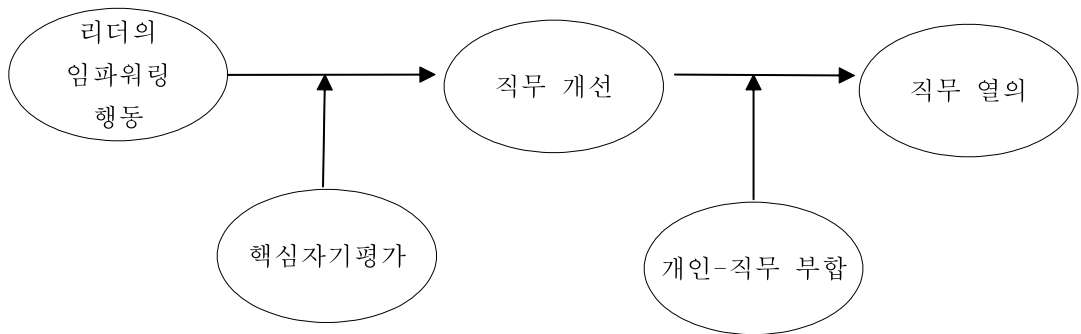 리더의
임파워링
행동
직무 개선
직무 열의
핵심자기평가
개인-직무 부합